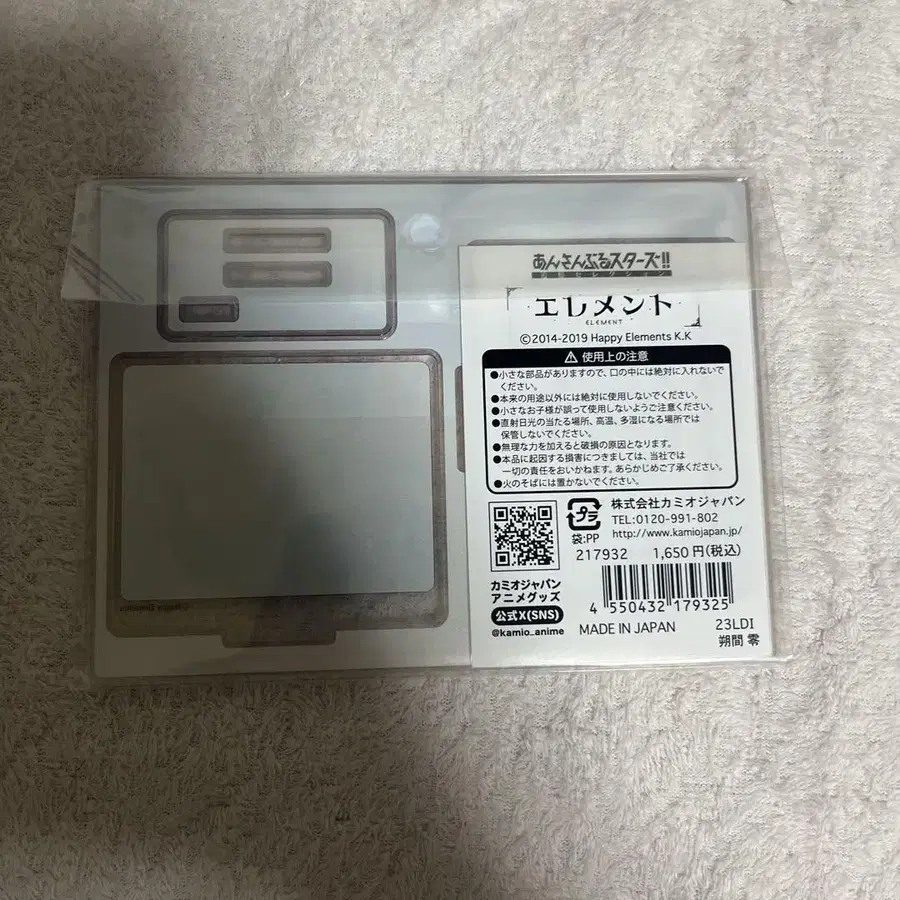 あんさんぶるスターズ!!
エレメント
ELEMENT
©2014-2019 Happy Elements K.K
⚠ 使用上の注意
●小さな部品がありますので、口の中には絶対に入れないで
ください。
●本来の用途以外には絶対に使用しないでください。
●小さなお子様が誤って使用しないようご注意ください。
●直射日光の当たる場所、高温、多湿になる場所では
保管しないでください。
●無理な力を加えると破損の原因となります。
●本品に起因する損害につきましては、当社では
一切の責任をおいかねます。あらかじめご了承ください。
●火のそばには置かないでください。
プラ
袋:PP
株式会社カミオジャパン
TEL:0120-991-802
http://www.kamiojapan.jp/
217932 1,650円(税込)
カミオジャパン
アニメグッズ
公式X(SNS)
@kamio_anime
4 550432 179325
MADE IN JAPAN
23LDI
朔間 零